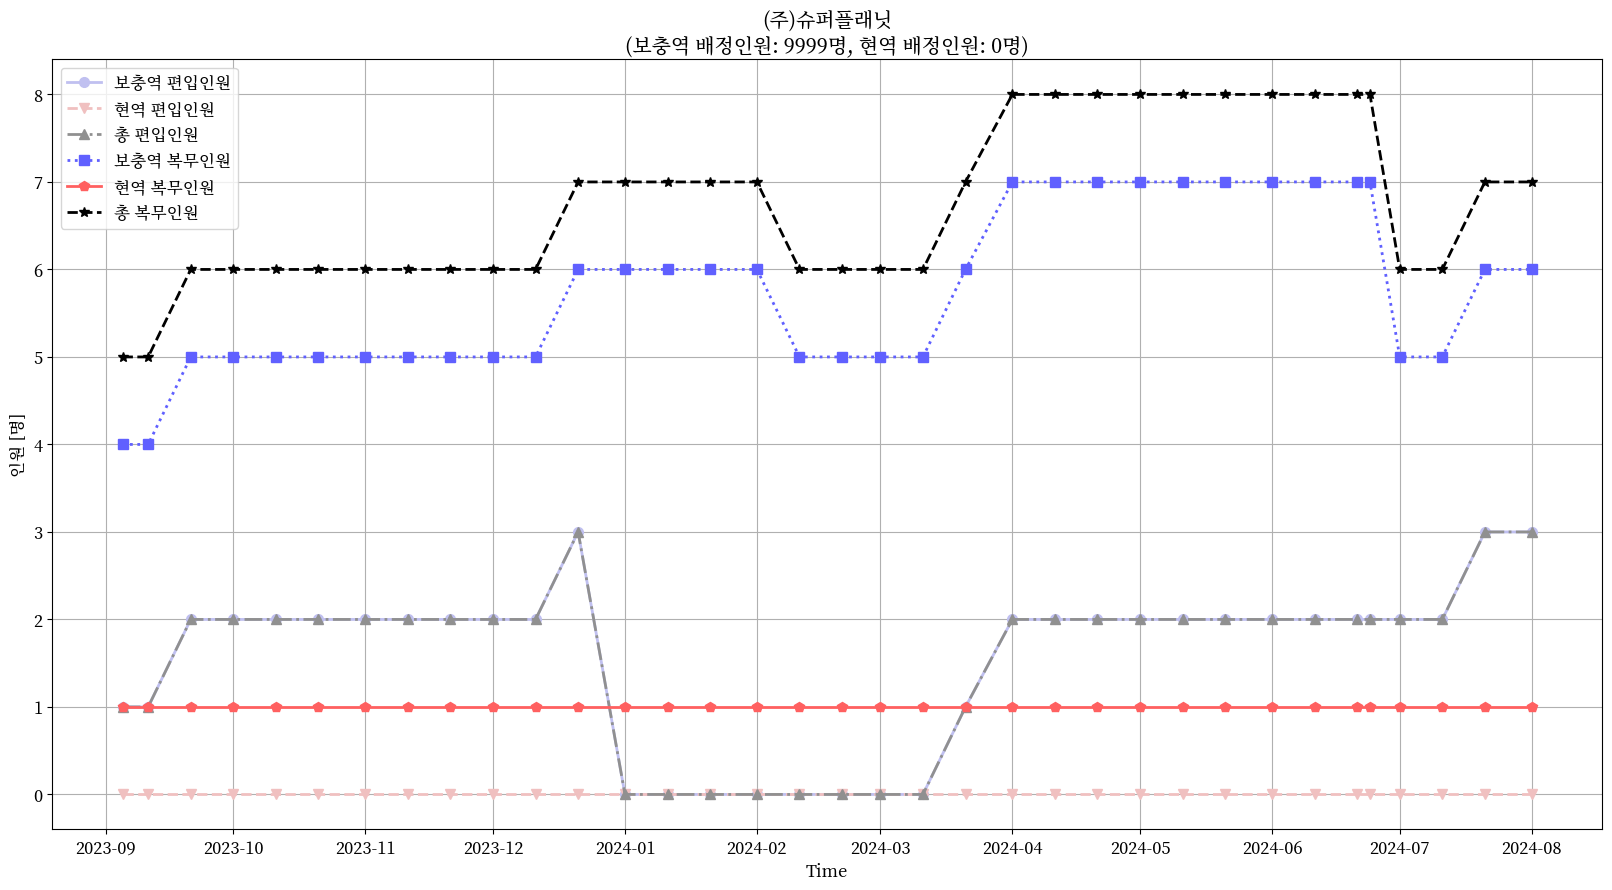 (주)슈퍼플래닛
(보충역 배정인원: 9999명, 현역 배정인원: 0명)
보충역 편입인원
현역 편입인원
총 편입인원
보충역 복무인원
현역 복무인원
총 복무인원
8
7
6
5
4
3
2
1
0
인원 [명]
2023-09 2023-10 2023-11 2023-12 2024-01 2024-02 2024-03 2024-04 2024-05 2024-06 2024-07 2024-08
Time